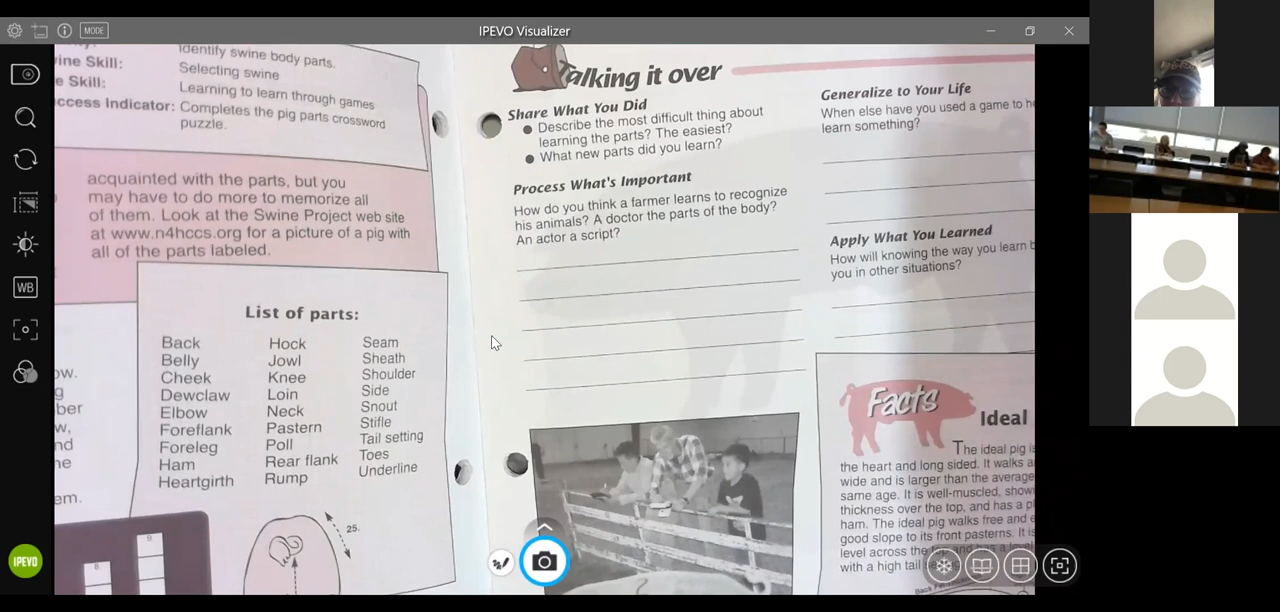 MODE
IPEVO Visualizer
WB
IPEVO
Identify swine body parts.
Skill:
Selecting swine
Skill:
Learning to learn through games
Indicator:
Completes the pig parts crossword
puzzle.
acquainted with the parts, but you
may have to do more to memorize all
of them. Look at the Swine Project web site
at www.n4hccs.org for a picture of a pig with
all of the parts labeled.
List of parts:
Back
Belly
Cheek
Dewclaw
Elbow
Foreflank
Foreleg
Ham
Heartgirth
Hock
Jowl
Knee
Loin
Neck
Pastern
Poll
Rear flank
Rump
Seam
Sheath
Shoulder
Side
Snout
Stifle
Tail setting
Toes
Underline
25.
9
8
Talking it over
Share What You Did
● Describe the most difficult thing about
learning the parts? The easiest?
● What new parts did you learn?
Process What's Important
How do you think a farmer learns to recognize
his animals? A doctor the parts of the body?
An actor a script?
Generalize to Your Life
When else have you used a game to
learn something?
Apply What You Learned
How will knowing the way you learn
you in other situations?
Facts
Ideal
The ideal pig is
the heart and long sided. It walks
wide and is larger than the average
same age. It is well-muscled,
thickness over the top, and has a
ham. The ideal pig walks free and
good slope to its front pasterns. It is
level across the
with a high tail